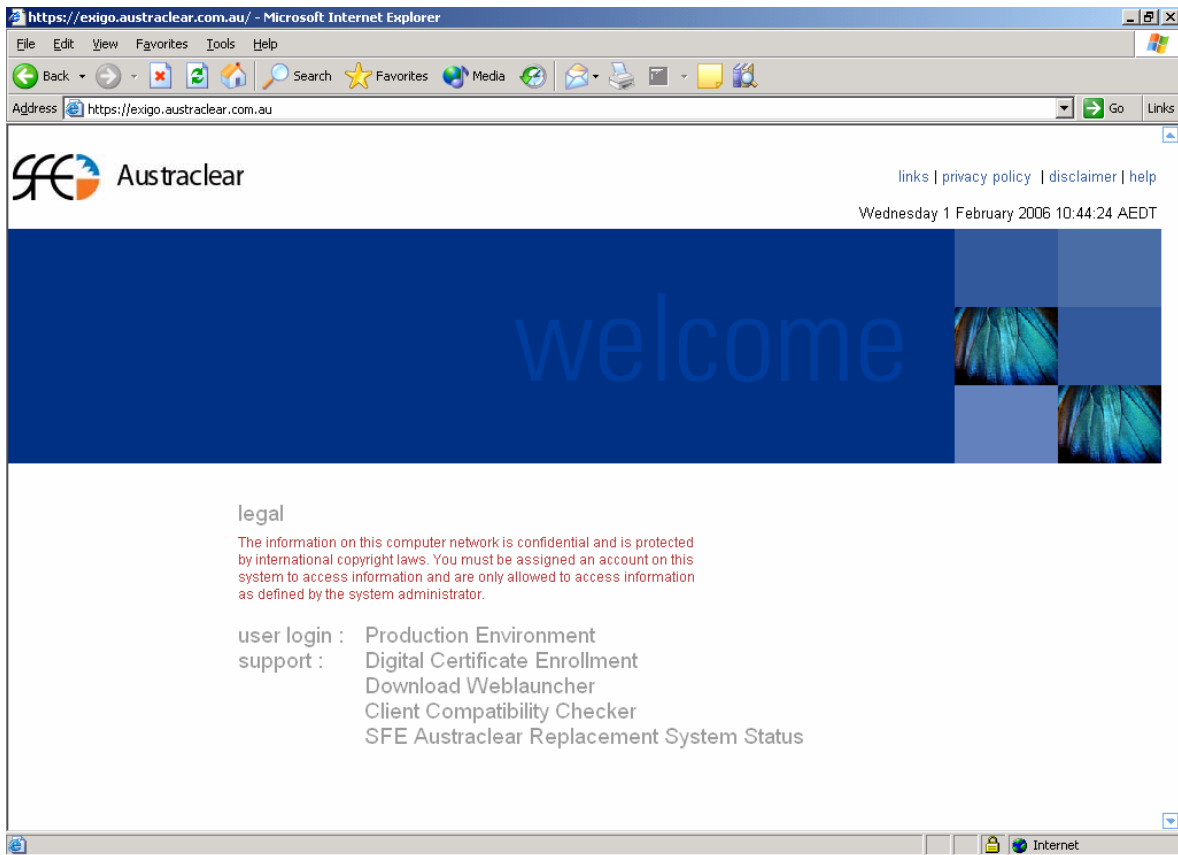 https://exigo.austraclear.com.au/ - Microsoft Internet Explorer
File Edit View Favorites Tools Help
Back Search Favorites Media
Address https://exigo.austraclear.com.au Go Links
SFE Austraclear
links | privacy policy | disclaimer | help
Wednesday 1 February 2006 10:44:24 AEDT
welcome
legal
The information on this computer network is confidential and is protected
by international copyright laws. You must be assigned an account on this
system to access information and are only allowed to access information
as defined by the system administrator.
user login : Production Environment
support : Digital Certificate Enrollment
Download Weblauncher
Client Compatibility Checker
SFE Austraclear Replacement System Status
Internet